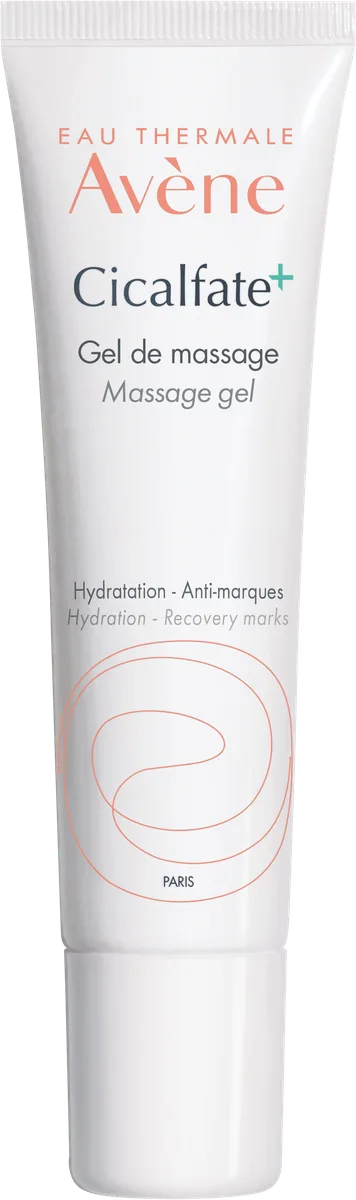 EAU THERMALE
Avène
Cicalfate+
Gel de massage
Massage gel
Hydratation - Anti-marques
Hydration - Recovery marks
PARIS